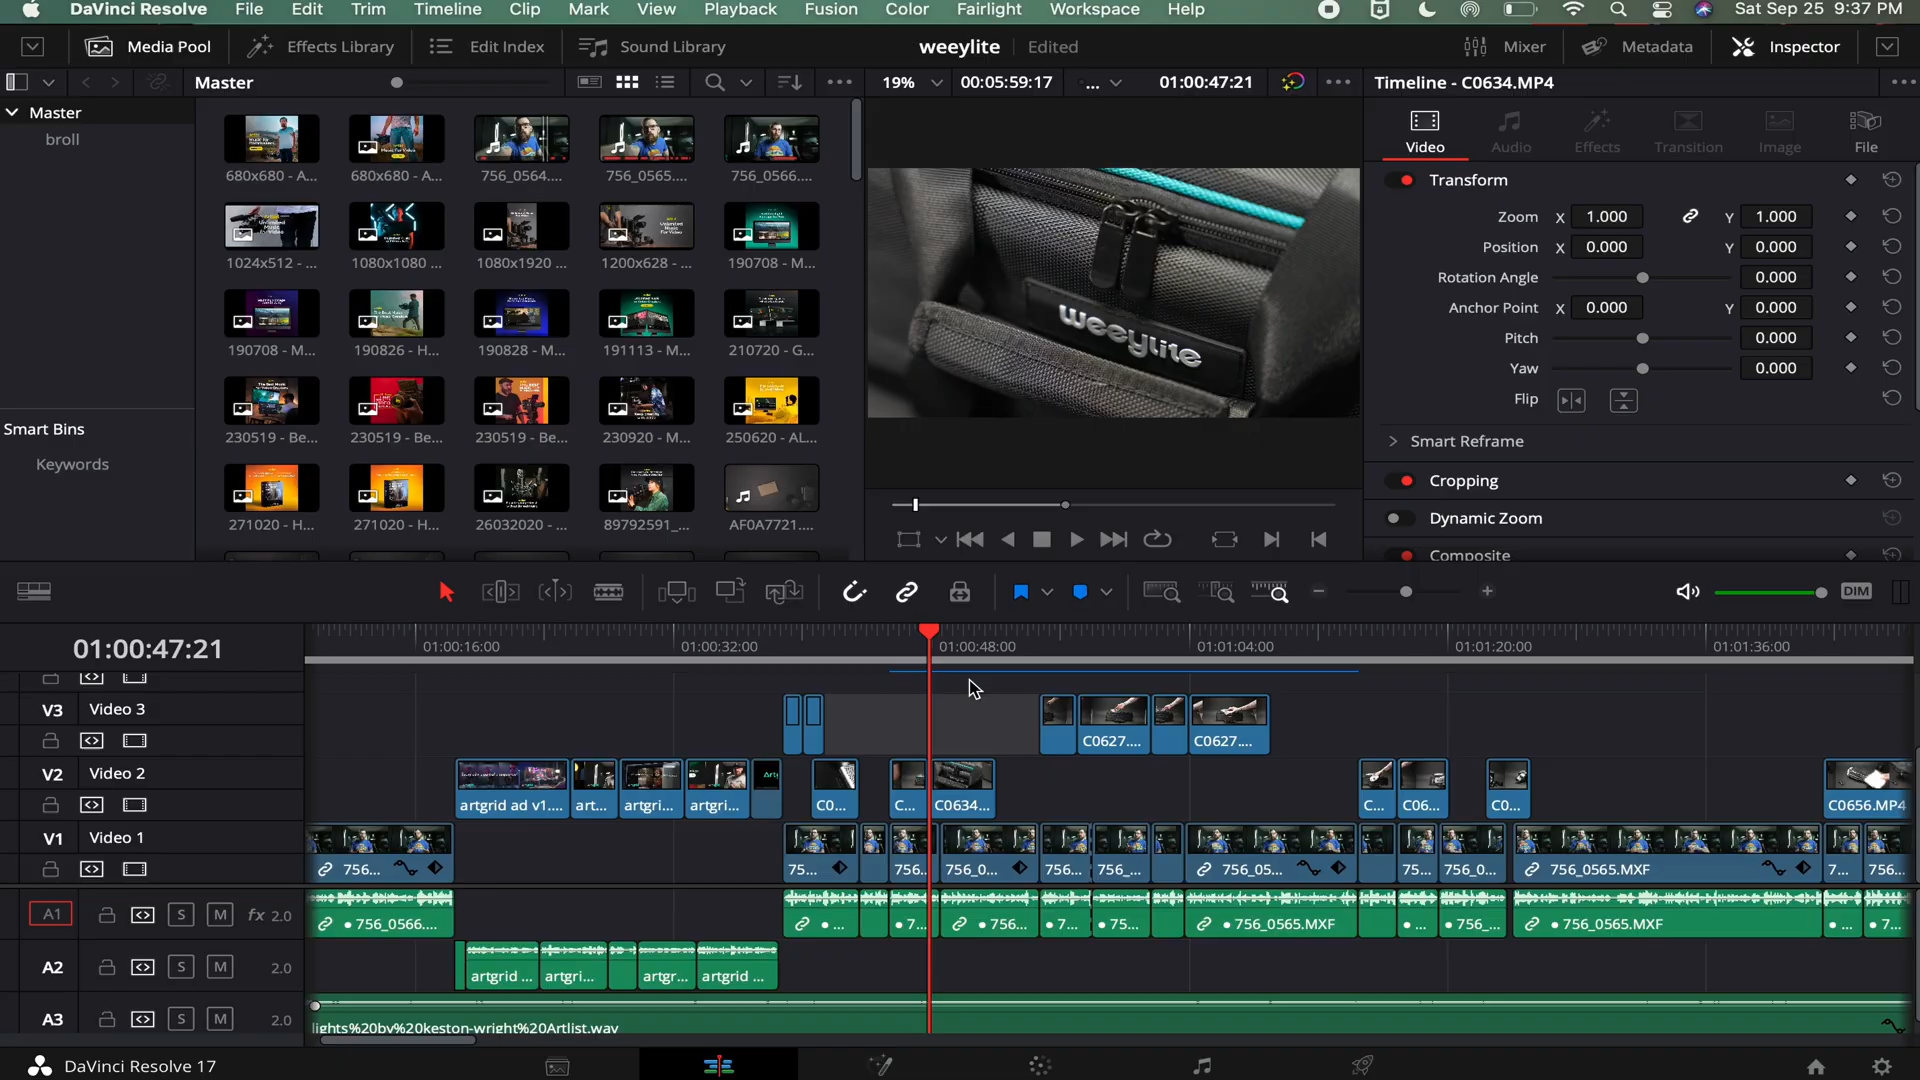 DaVinci Resolve File Edit Trim Timeline Clip Mark View Playback Fusion Color Fairlight Workspace Help Sat Sep 25 9:37 PM
Media Pool Effects Library Edit Index Sound Library weeylite Edited Mixer Metadata Inspector
Master 19% 00:05:59:17 ... 01:00:47:21 Timeline - C0634.MP4
Master
broll
680x680 - A... 680x680 - A... 756_0564.... 756_0565.... 756_0566....
1024x512 - ... 1080x1080 ... 1080x1920 ... 1200x628 - ... 190708 - M...
190708 - M... 190826 - H... 190828 - M... 191113 - M... 210720 - G...
230519 - Be... 230519 - Be... 230519 - Be... 230920 - M... 250620 - AL...
271020 - H... 271020 - H... 26032020 - ... 89792591_... AF0A7721....
Smart Bins
Keywords
weeylite
Video Audio Effects Transition Image File
Transform
Zoom X 1.000 Y 1.000
Position X 0.000 Y 0.000
Rotation Angle 0.000
Anchor Point X 0.000 Y 0.000
Pitch 0.000
Yaw 0.000
Flip
Smart Reframe
Cropping
Dynamic Zoom
Composite
DIM
01:00:47:21 01:00:16:00 01:00:32:00 01:00:48:00 01:01:04:00 01:01:20:00 01:01:36:00
V3 Video 3 C0627.... C0627....
V2 Video 2 artgrid ad v1.... art... artgri... artgri... C0... C... C0634... C... C06... C0... C0656.MP4
V1 Video 1 756... 75... 756... 756_0... 756... 756... 756_05... 75... 756_0... 756_0565.MXF 7... 756...
A1 S M fx 2.0 756_0566.... ... 7... 756... 7... 75... 756_0565.MXF ... 756_... 756_0565.MXF ... 7...
A2 S M 2.0 artgrid ... artgri... artgr... artgrid ...
A3 S M 2.0 lights%20by%20keston-wright%20Artlist.wav
DaVinci Resolve 17